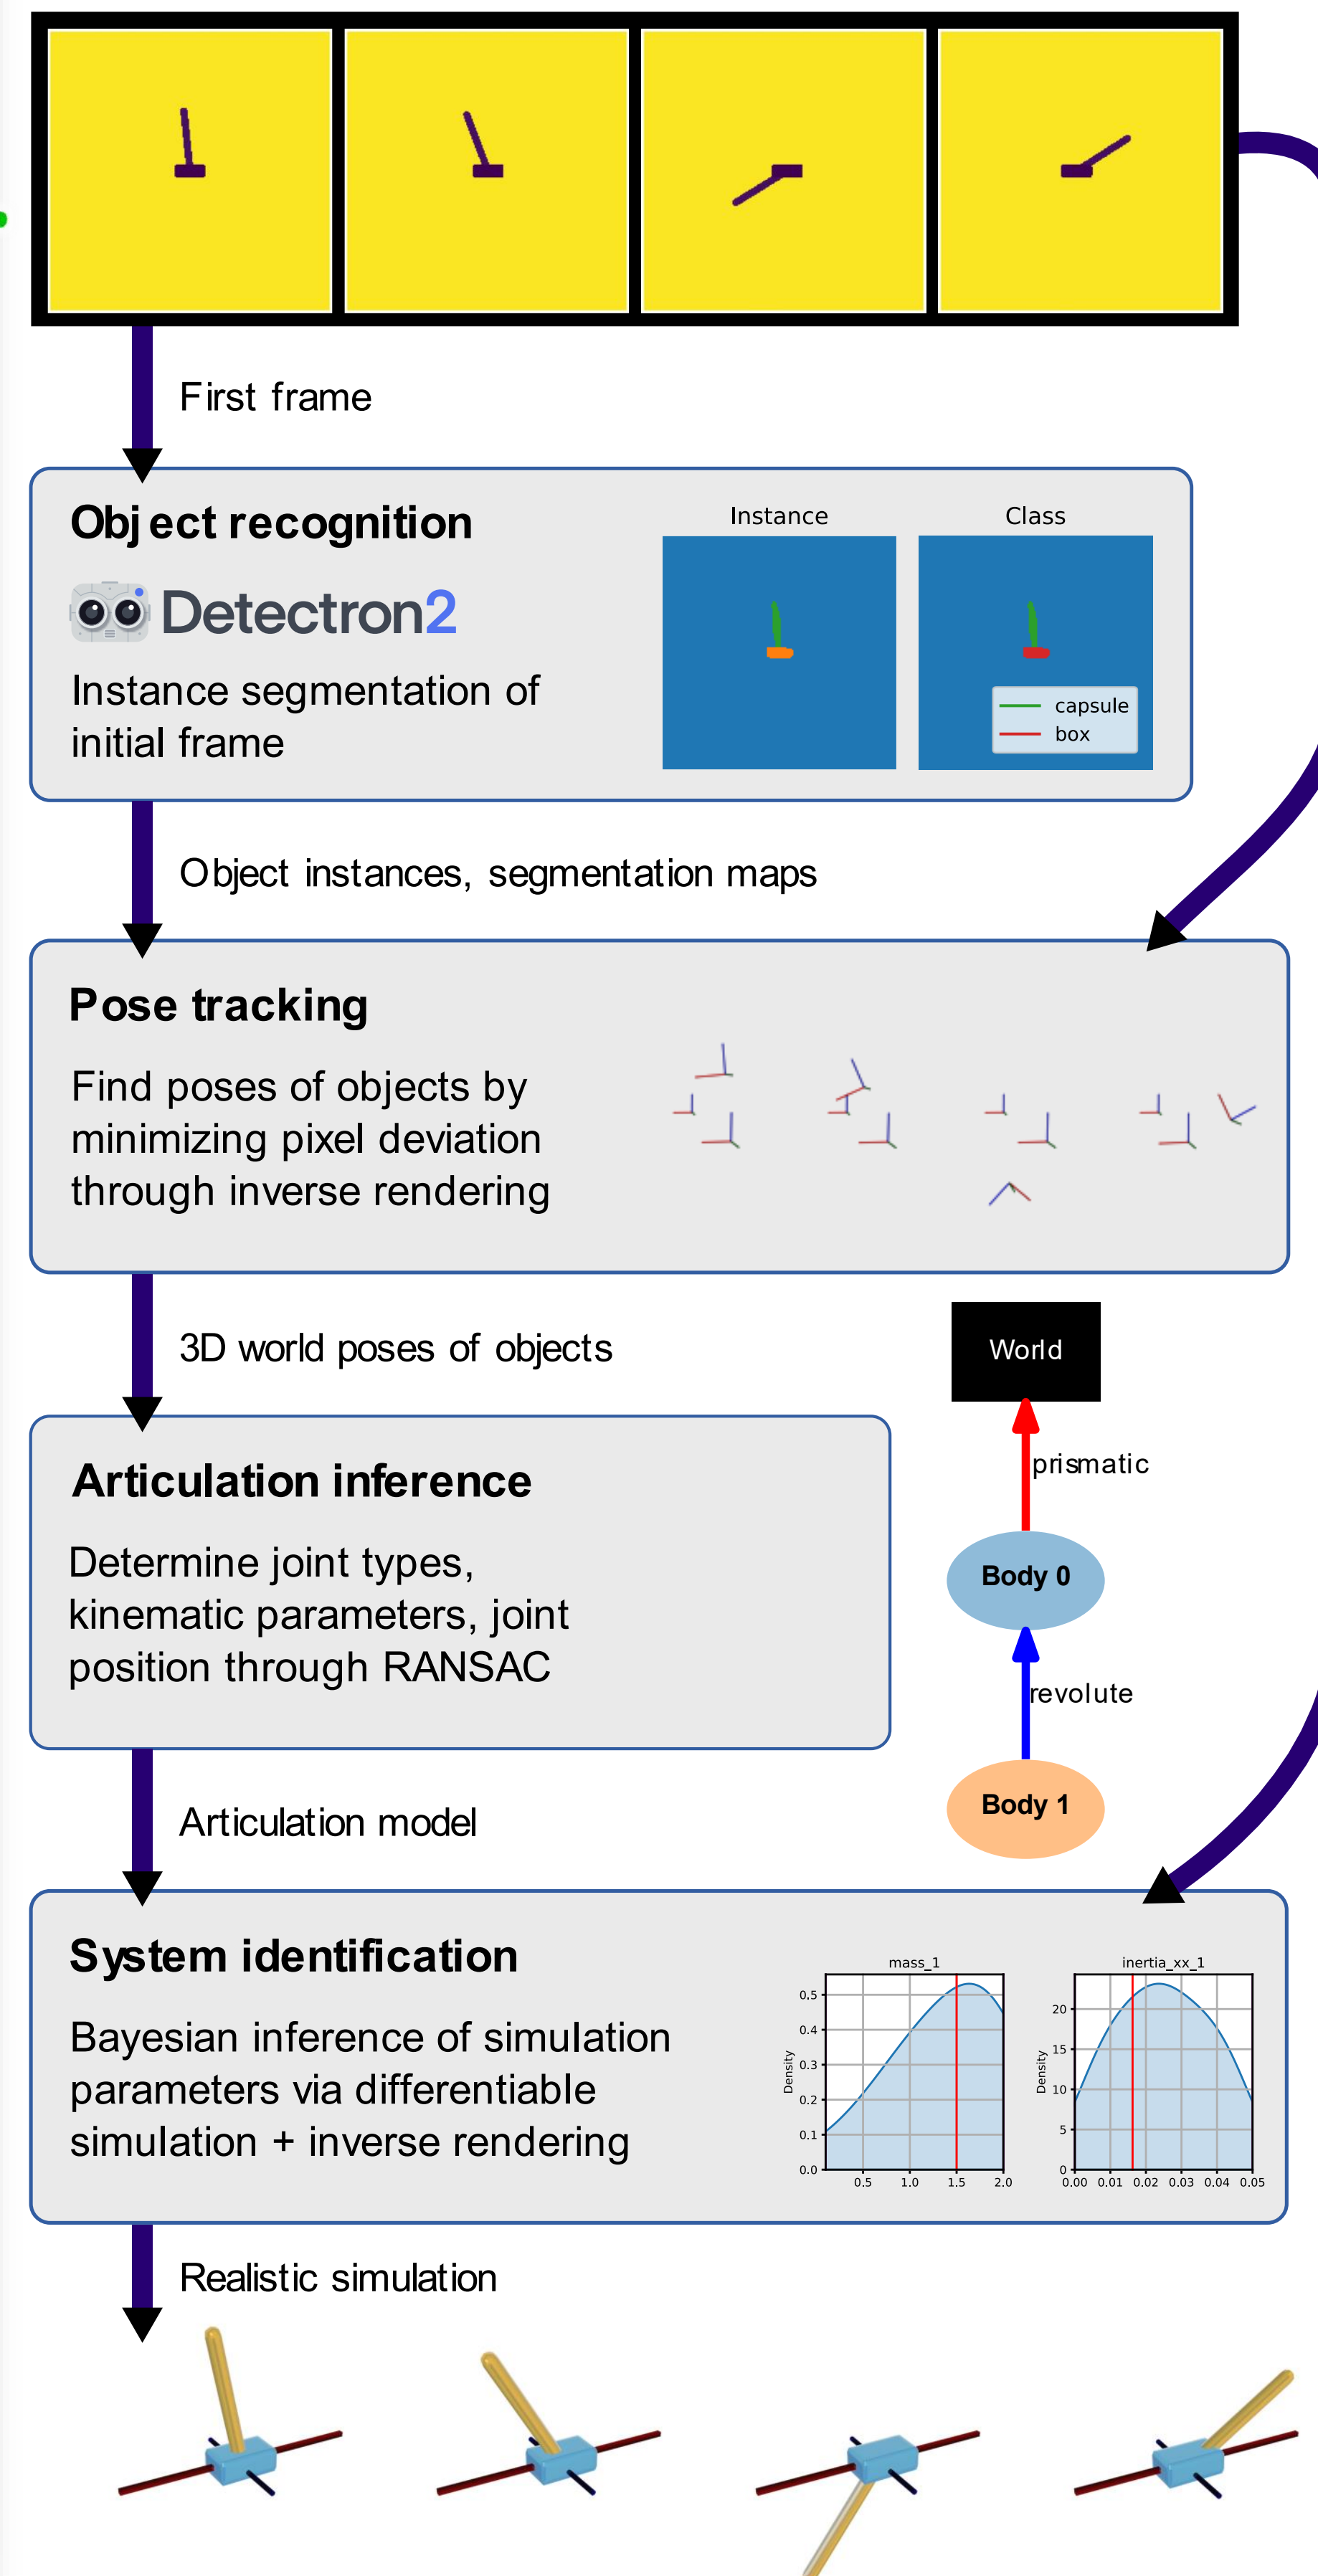 First frame
Object recognition
Instance
Class
Detectron2
Instance segmentation of
initial frame
capsule
box
Object instances, segmentation maps
Pose tracking
Find poses of objects by
minimizing pixel deviation
through inverse rendering
3D world poses of objects
World
prismatic
Articulation inference
Determine joint types,
kinematic parameters, joint
position through RANSAC
Body 0
revolute
Body 1
Articulation model
System identification
Bayesian inference of simulation
parameters via differentiable
simulation + inverse rendering
mass_1
Density
0.5
0.4
0.3
0.2
0.1
0.0
0.5 1.0 1.5 2.0
inertia_xx_1
Density
20
15
10
5
0
0.00 0.01 0.02 0.03 0.04 0.05
Realistic simulation